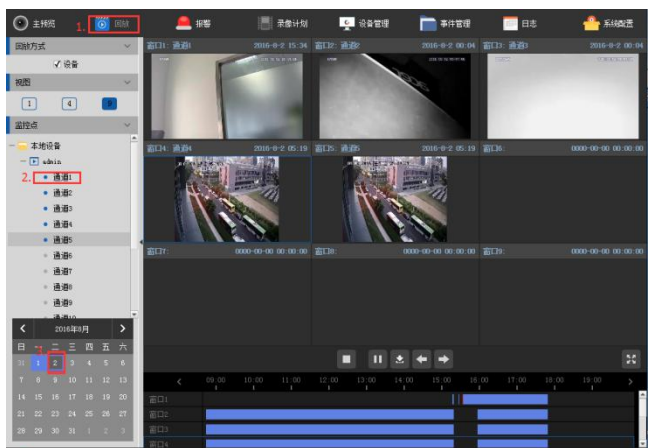 主预览
1.
回放
报警
录像计划
设备管理
事件管理
日志
系统配置
回放方式
设备
视图
1 4 9
监控点
本地设备
admin
2. 通道1
通道2
通道3
通道4
通道5
通道6
通道7
通道8
通道9
通道10
2016年8月
日 一 二 三 四 五 六
31 1 2 3 4 5 6
7 8 9 10 11 12 13
14 15 16 17 18 19 20
21 22 23 24 25 26 27
28 29 30 31 1 2 3
窗口1: 通道1 2016-8-2 15:34
窗口2: 通道2 2016-8-2 00:04
窗口3: 通道3 2016-8-2 00:04
窗口4: 通道4 2016-8-2 05:19
窗口5: 通道5 2016-8-2 05:19
窗口6: 0000-00-00 00:00:00
窗口7: 0000-00-00 00:00:00
窗口8: 0000-00-00 00:00:00
窗口9: 0000-00-00 00:00:00
09:00 10:00 11:00 12:00 13:00 14:00 15:00 16:00 17:00 18:00 19:00
窗口1
窗口2
窗口3
窗口4